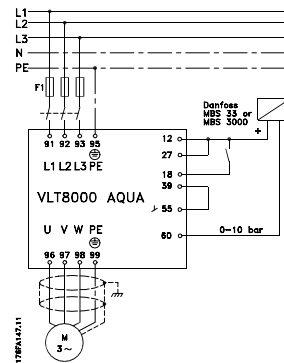 L1
L2
L3
N
PE
F1
Danfoss
MBS 33 or
MBS 3000
+
91 92 93 95
L1 L2 L3 PE
12
27
18
39
55
60
0-10 bar
VLT8000 AQUA
U V W PE
96 97 98 99
M
3~
178FA147.11